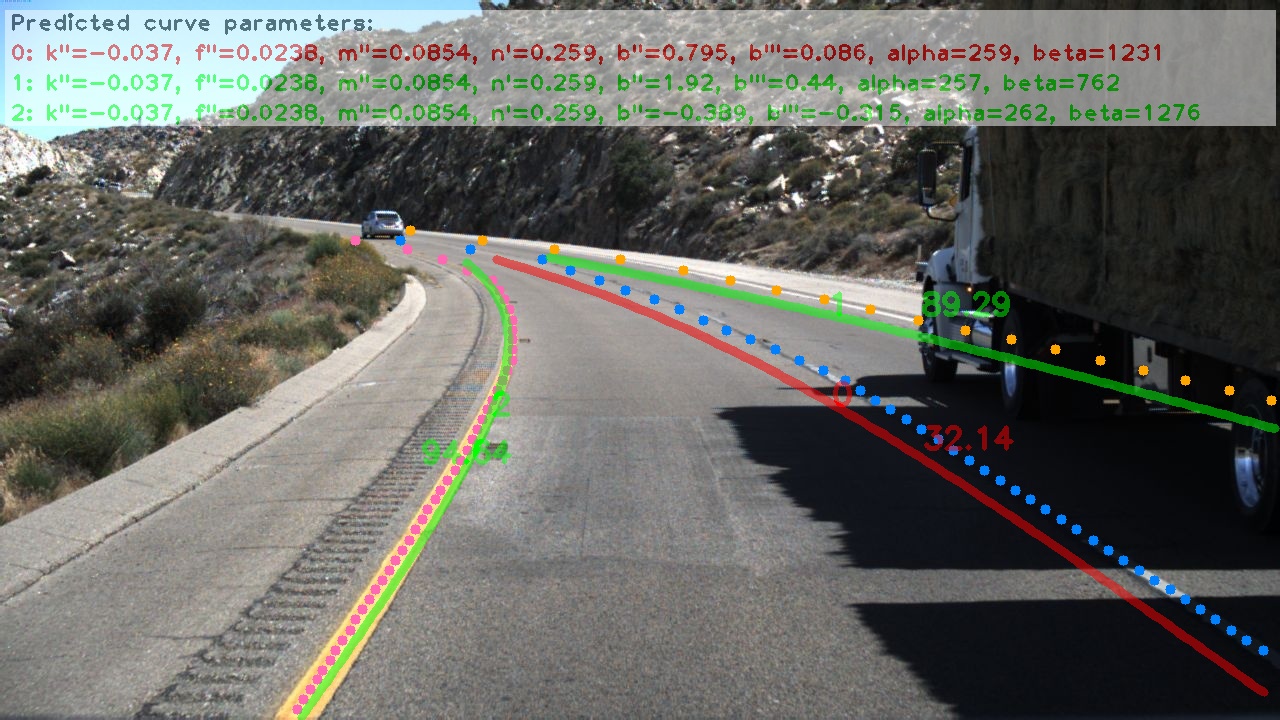 Predicted curve parameters:
0: k''=-0.037, f''=0.0238, m''=0.0854, n'=0.259, b''=0.795, b'''=0.086, alpha=259, beta=1231
1: k''=-0.037, f''=0.0238, m''=0.0854, n'=0.259, b''=1.92, b'''=0.44, alpha=257, beta=762
2: k''=-0.037, f''=0.0238, m''=0.0854, n'=0.259, b''=-0.389, b'''=-0.315, alpha=262, beta=1276
1 89.29
0
2
32.14